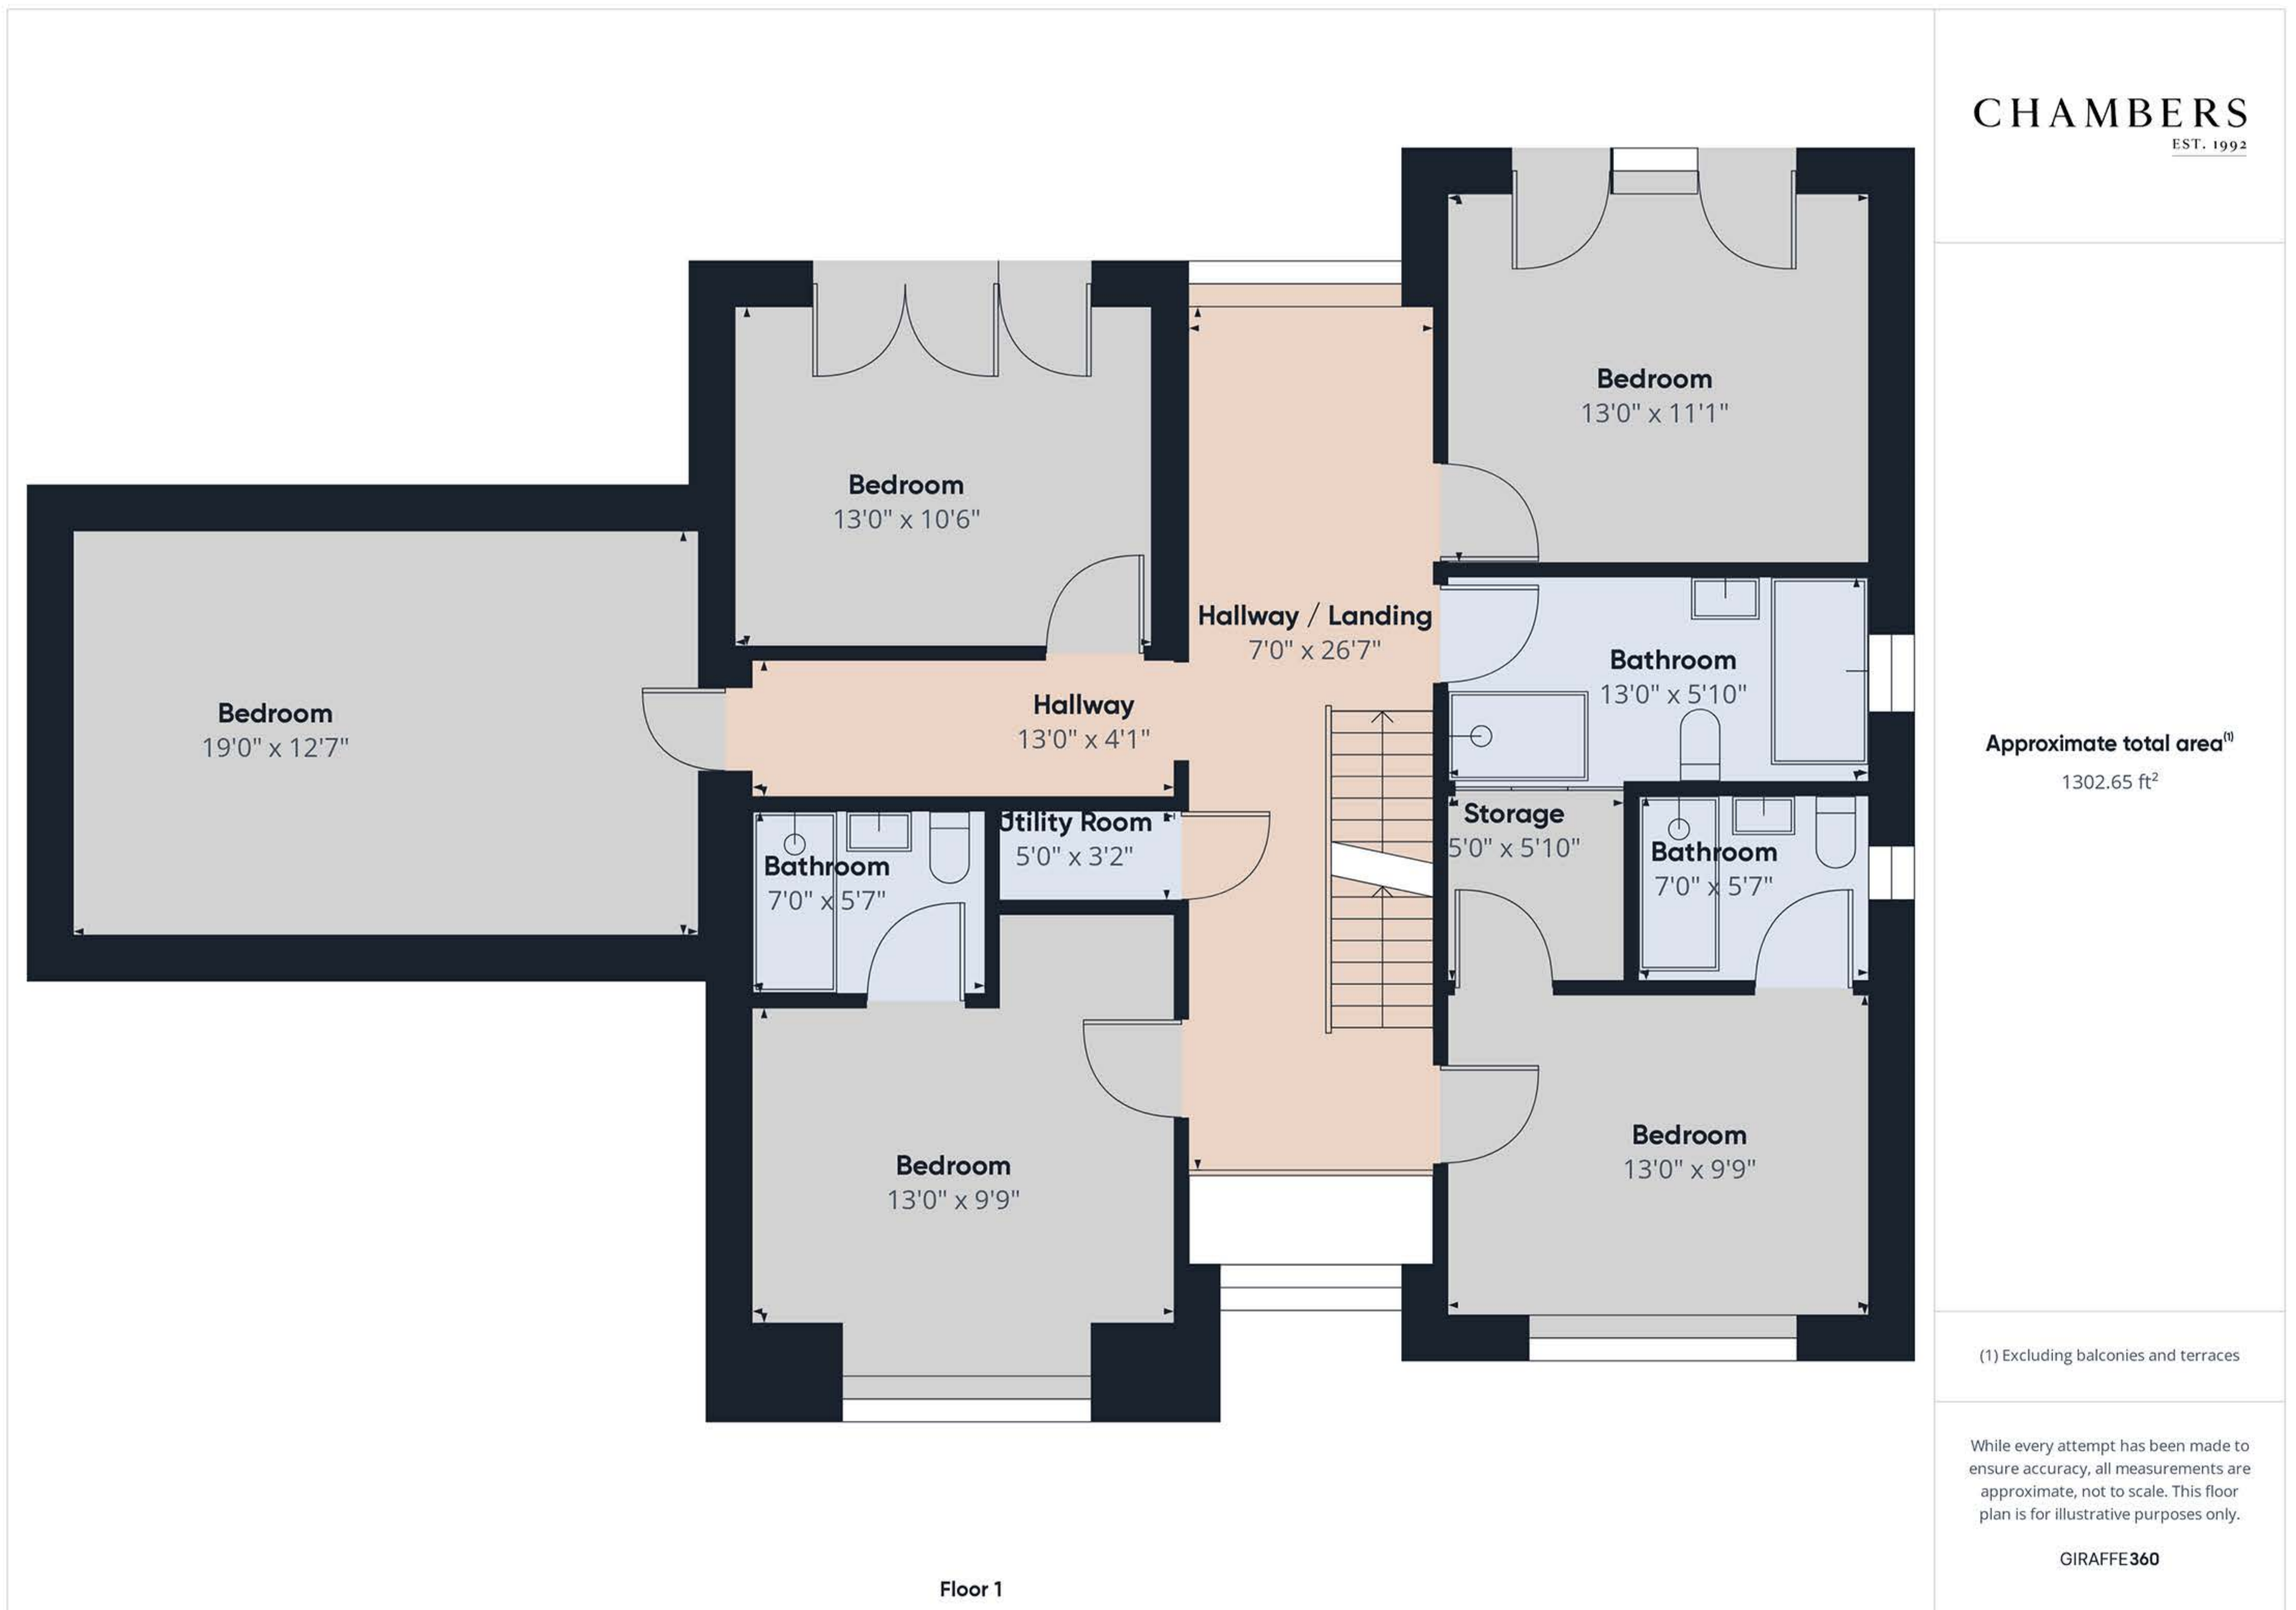 CHAMBERS
EST. 1992
Bedroom
13'0" x 11'1"
Bedroom
13'0" x 10'6"
Hallway / Landing
7'0" x 26'7"
Bathroom
13'0" x 5'10"
Bedroom
19'0" x 12'7"
Hallway
13'0" x 4'1"
Approximate total area(1)
1302.65 ft²
Storage
5'0" x 5'10"
Utility Room
5'0" x 3'2"
Bathroom
7'0" x 5'7"
Bathroom
7'0" x 5'7"
Bedroom
13'0" x 9'9"
Bedroom
13'0" x 9'9"
(1) Excluding balconies and terraces
While every attempt has been made to
ensure accuracy, all measurements are
approximate, not to scale. This floor
plan is for illustrative purposes only.
GIRAFFE360
Floor 1